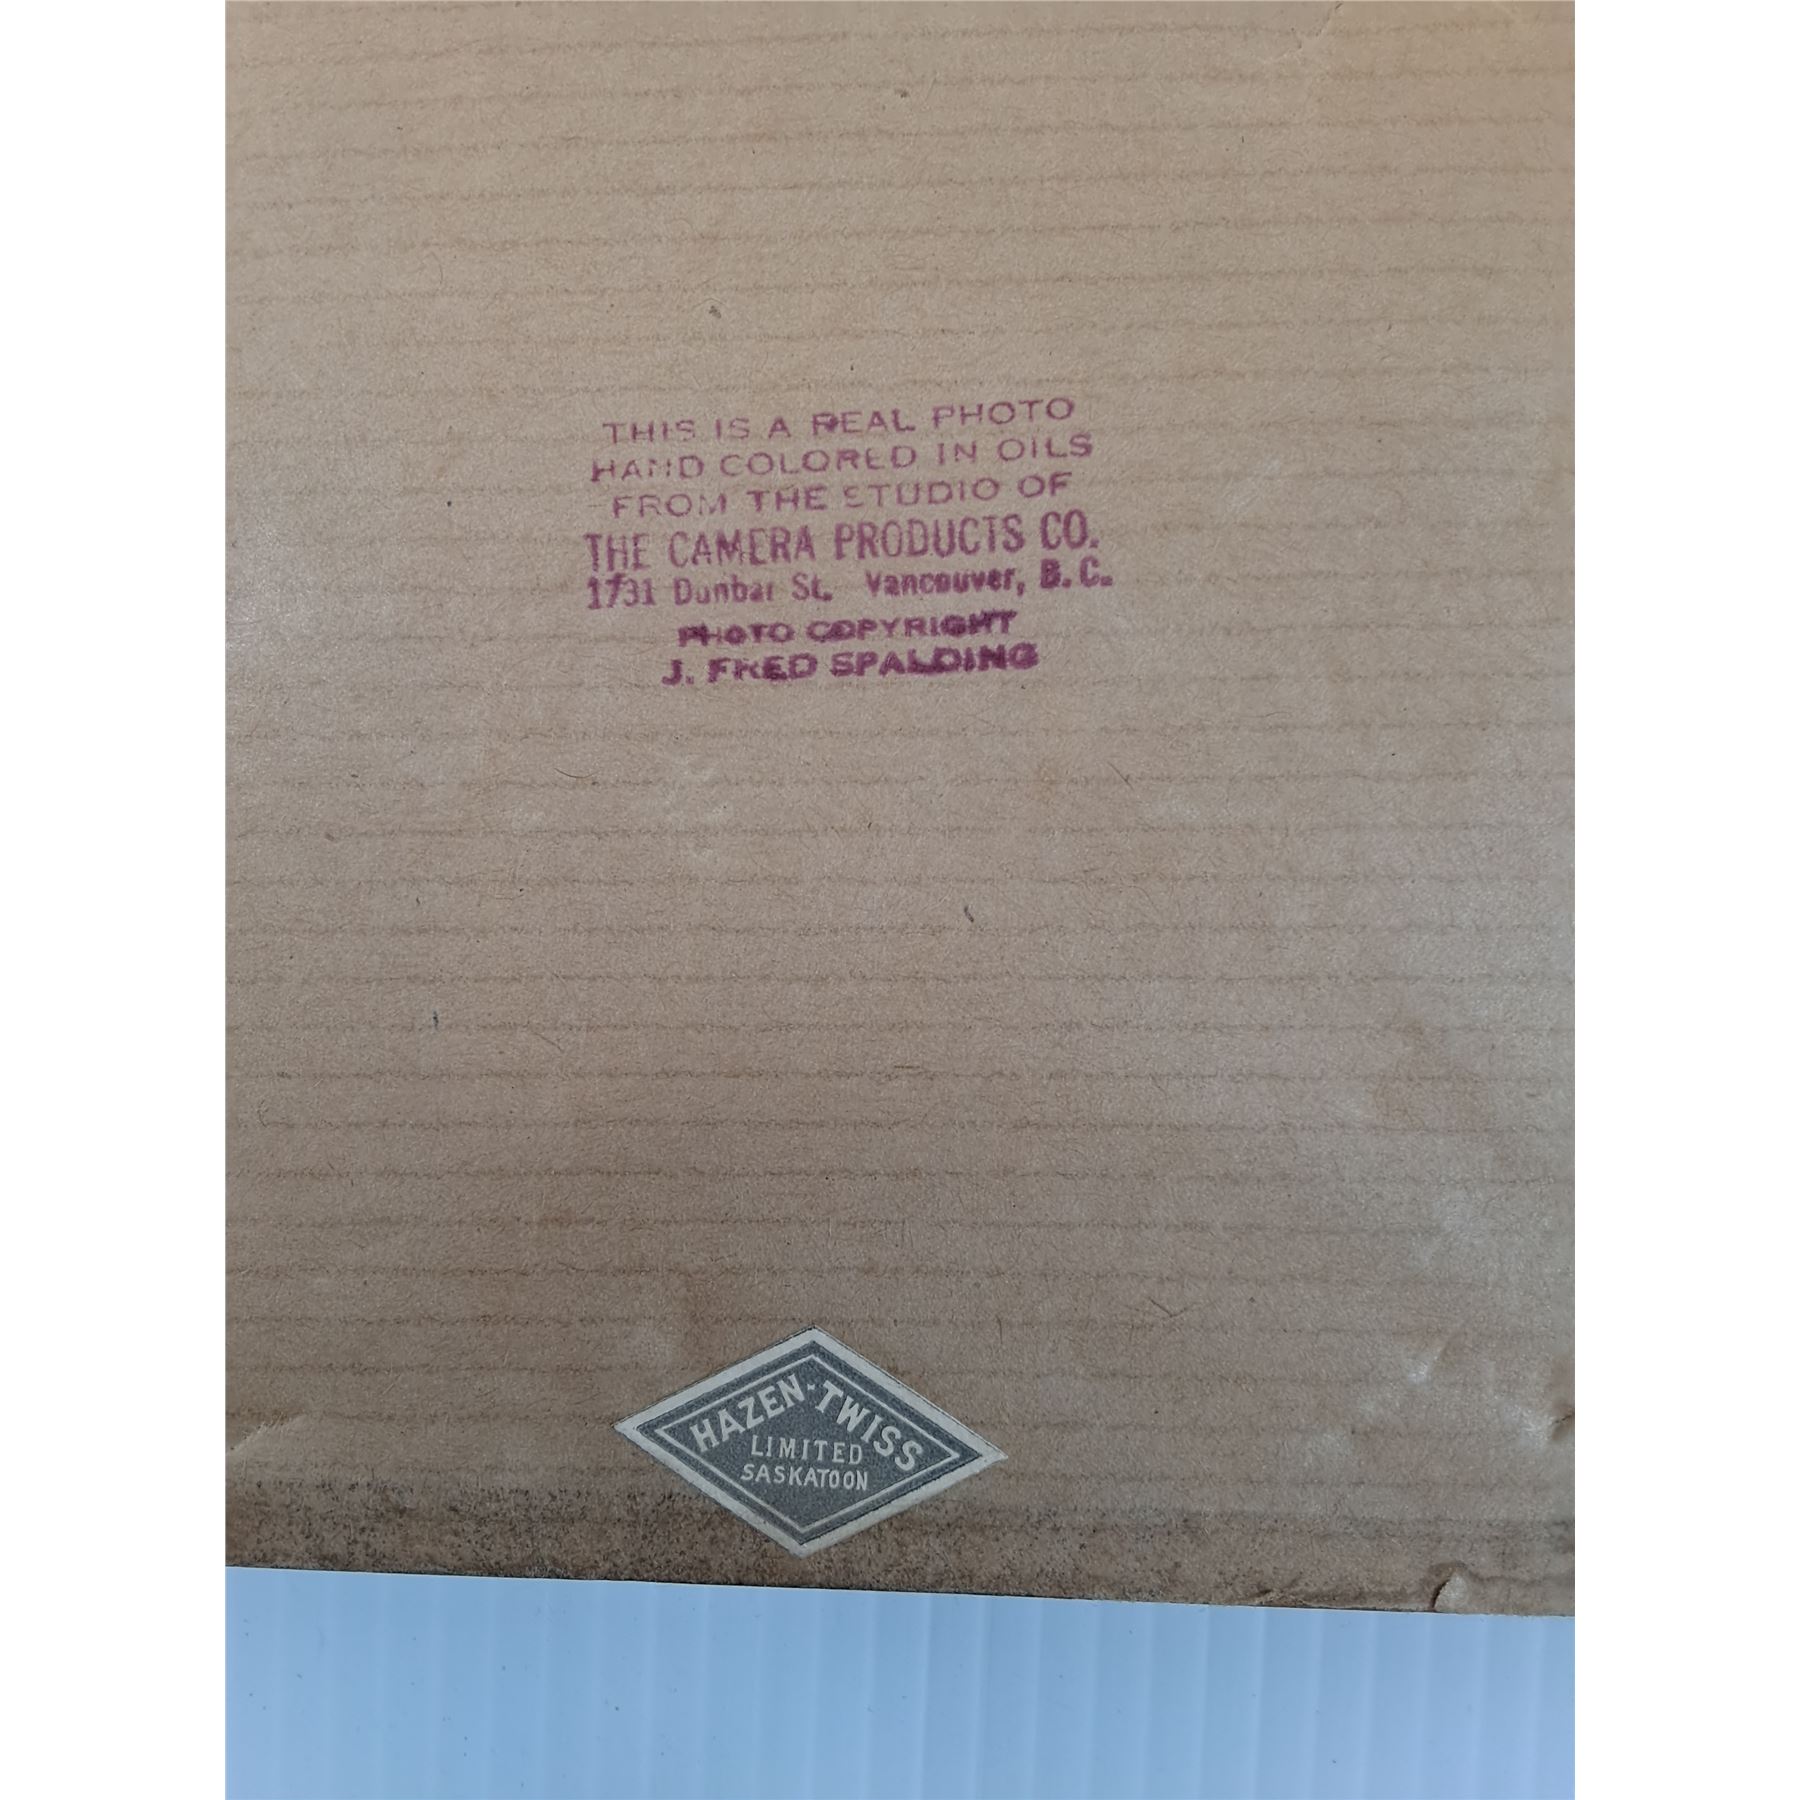 THIS IS A REAL PHOTO
HAND COLORED IN OILS
FROM THE STUDIO OF
THE CAMERA PRODUCTS CO.
1731 Dunbar St. Vancouver, B.C.
PHOTO COPYRIGHT
J. FRED SPALDING
HAZEN-TWISS
LIMITED
SASKATOON